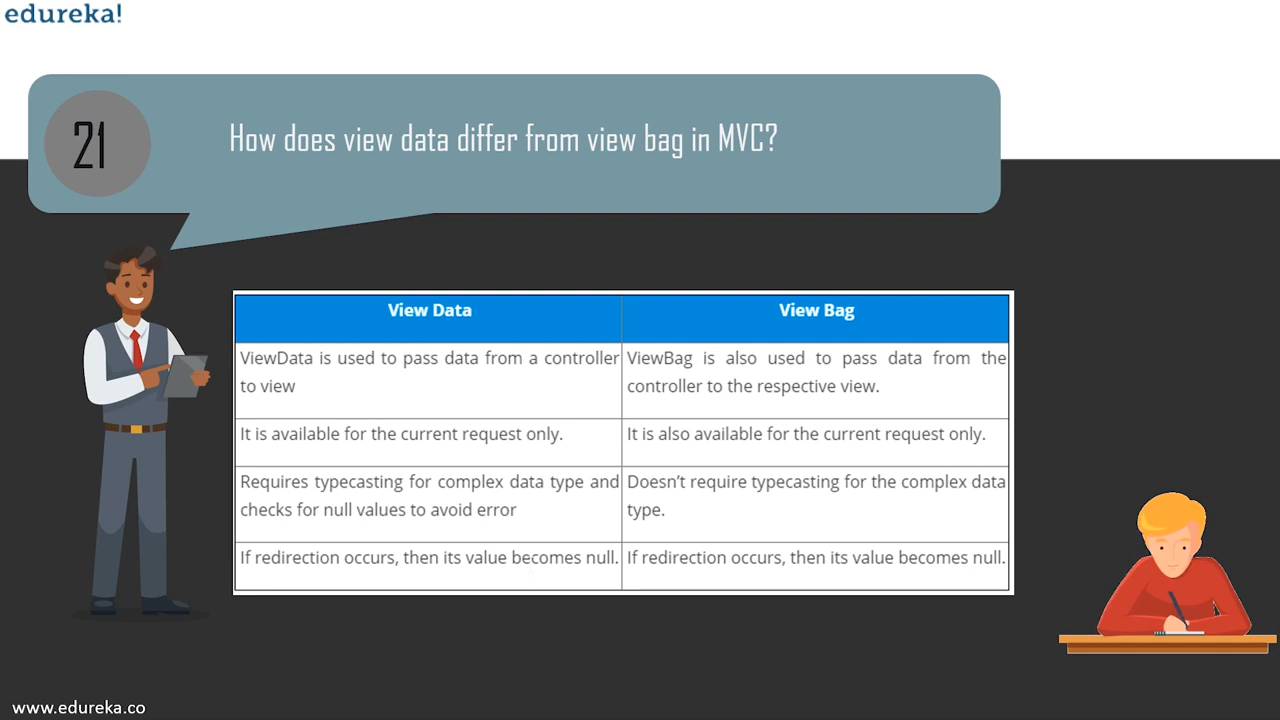 edureka!
21
How does view data differ from view bag in MVC?
View Data
View Bag
ViewData is used to pass data from a controller
to view
ViewBag is also used to pass data from the
controller to the respective view.
It is available for the current request only.
It is also available for the current request only.
Requires typecasting for complex data type and
checks for null values to avoid error
Doesn't require typecasting for the complex data
type.
If redirection occurs, then its value becomes null.
If redirection occurs, then its value becomes null.
www.edureka.co